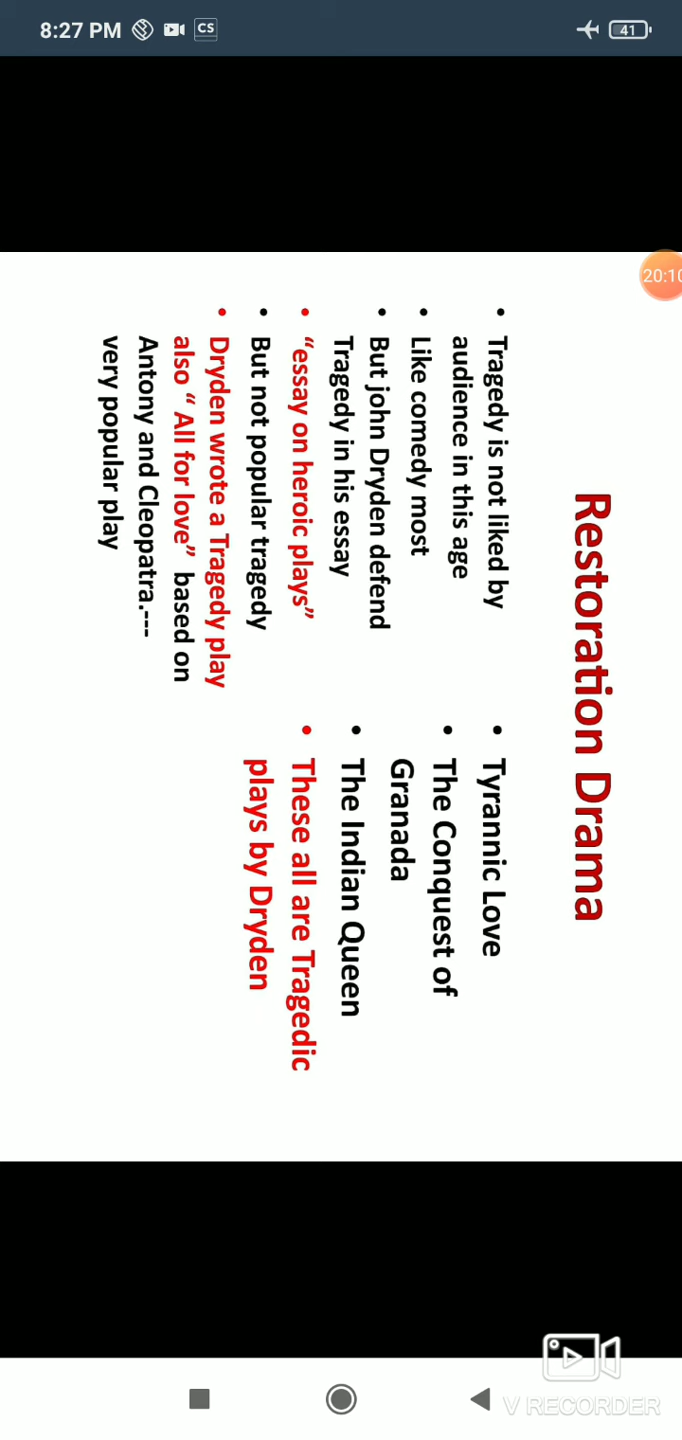 8:27 PM CS 41
20:10
Restoration Drama
• Tragedy is not liked by
audience in this age
• Like comedy most
• But john Dryden defend
Tragedy in his essay
• “essay on heroic plays”
• But not popular tragedy
• Dryden wrote a Tragedy play
also “ All for love” based on
Antony and Cleopatra.---
very popular play
• Tyrannic Love
• The Conquest of
Granada
• The Indian Queen
• These all are Tragedic
plays by Dryden
V RECORDER